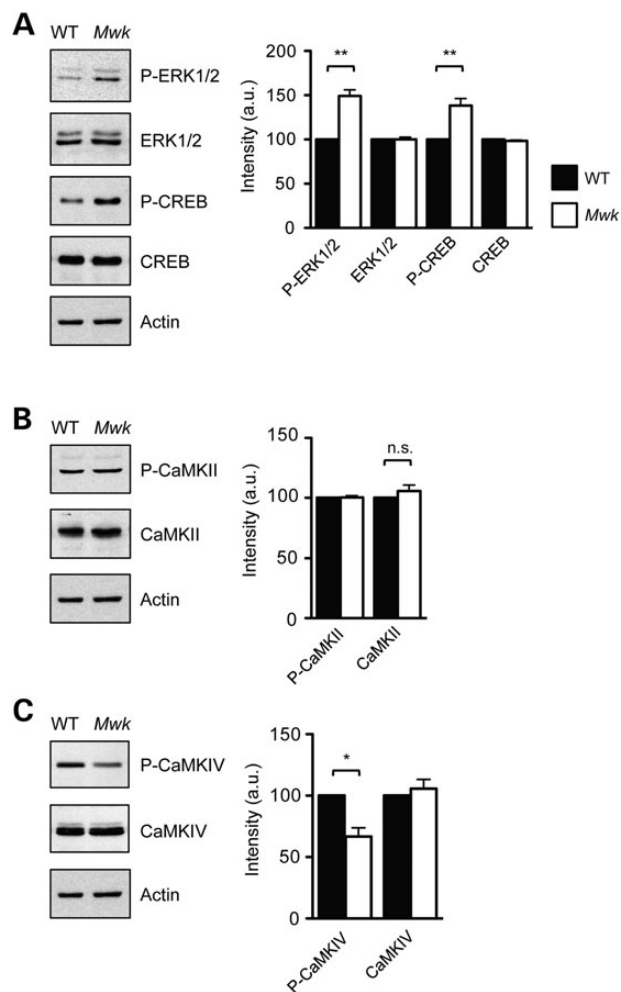 A
WT Mwk
P-ERK1/2
ERK1/2
P-CREB
CREB
Actin
Intensity (a.u.)
200
150
100
50
0
**
**
P-ERK1/2
ERK1/2
P-CREB
CREB
WT
Mwk
B
WT Mwk
P-CaMKII
CaMKII
Actin
Intensity (a.u.)
150
100
50
0
n.s.
P-CaMKII
CaMKII
C
WT Mwk
P-CaMKIV
CaMKIV
Actin
Intensity (a.u.)
150
100
50
0
*
P-CaMKIV
CaMKIV